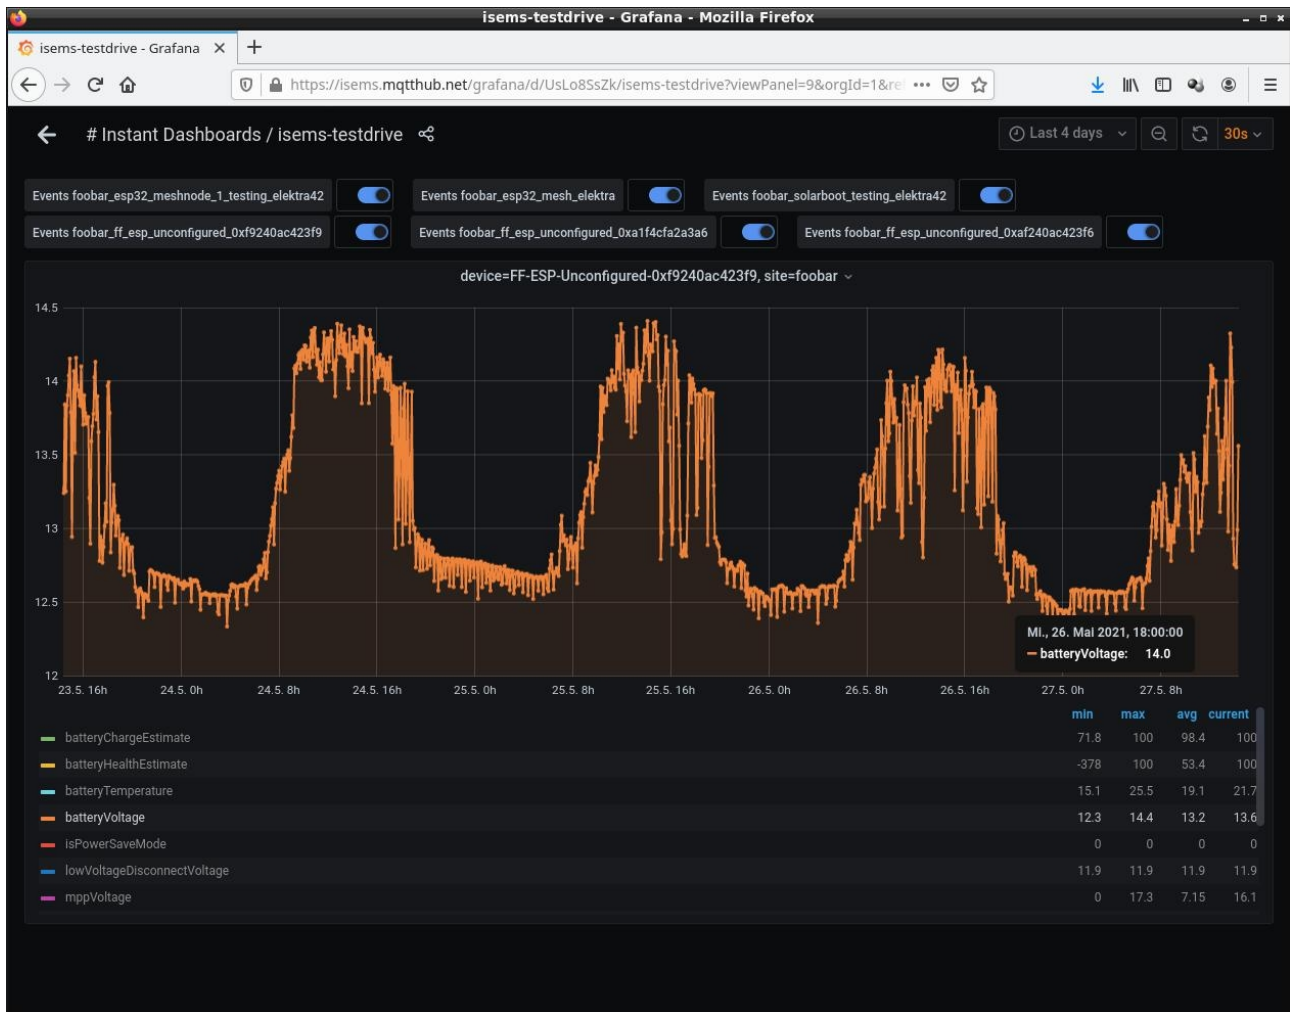 isems-testdrive - Grafana - Mozilla Firefox
isems-testdrive - Grafana
https://isems.mqtthub.net/grafana/d/UsLo8SsZk/isems-testdrive?viewPanel=9&orgId=1&re
# Instant Dashboards / isems-testdrive
Last 4 days
30s
Events foobar_esp32_meshnode_1_testing_elektra42
Events foobar_esp32_mesh_elektra
Events foobar_solarboot_testing_elektra42
Events foobar_ff_esp_unconfigured_0xf9240ac423f9
Events foobar_ff_esp_unconfigured_0xa1f4cfa2a3a6
Events foobar_ff_esp_unconfigured_0xaf240ac423f6
device=FF-ESP-Unconfigured-0xf9240ac423f9, site=foobar
14.5
14
13.5
13
12.5
12
Mi., 26. Mai 2021, 18:00:00
batteryVoltage: 14.0
23.5. 16h 24.5. 0h 24.5. 8h 24.5. 16h 25.5. 0h 25.5. 8h 25.5. 16h 26.5. 0h 26.5. 8h 26.5. 16h 27.5. 0h 27.5. 8h
min max avg current
batteryChargeEstimate 71.8 100 98.4 100
batteryHealthEstimate -378 100 53.4 100
batteryTemperature 15.1 25.5 19.1 21.7
batteryVoltage 12.3 14.4 13.2 13.6
isPowerSaveMode 0 0 0 0
lowVoltageDisconnectVoltage 11.9 11.9 11.9 11.9
mppVoltage 0 17.3 7.15 16.1